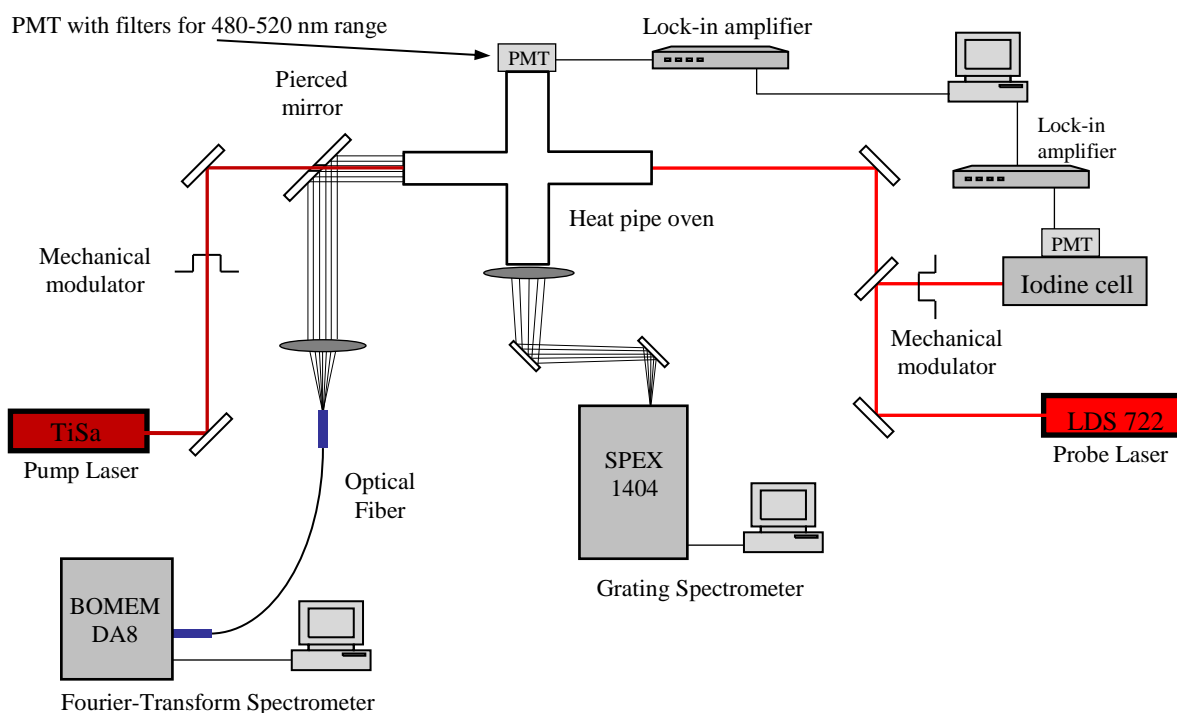 PMT with filters for 480-520 nm range
Lock-in amplifier
PMT
Pierced
mirror
Lock-in
amplifier
Heat pipe oven
PMT
Mechanical
modulator
Iodine cell
Mechanical
modulator
TiSa
Pump Laser
LDS 722
Probe Laser
SPEX
1404
Optical
Fiber
Grating Spectrometer
BOMEM
DA8
Fourier-Transform Spectrometer